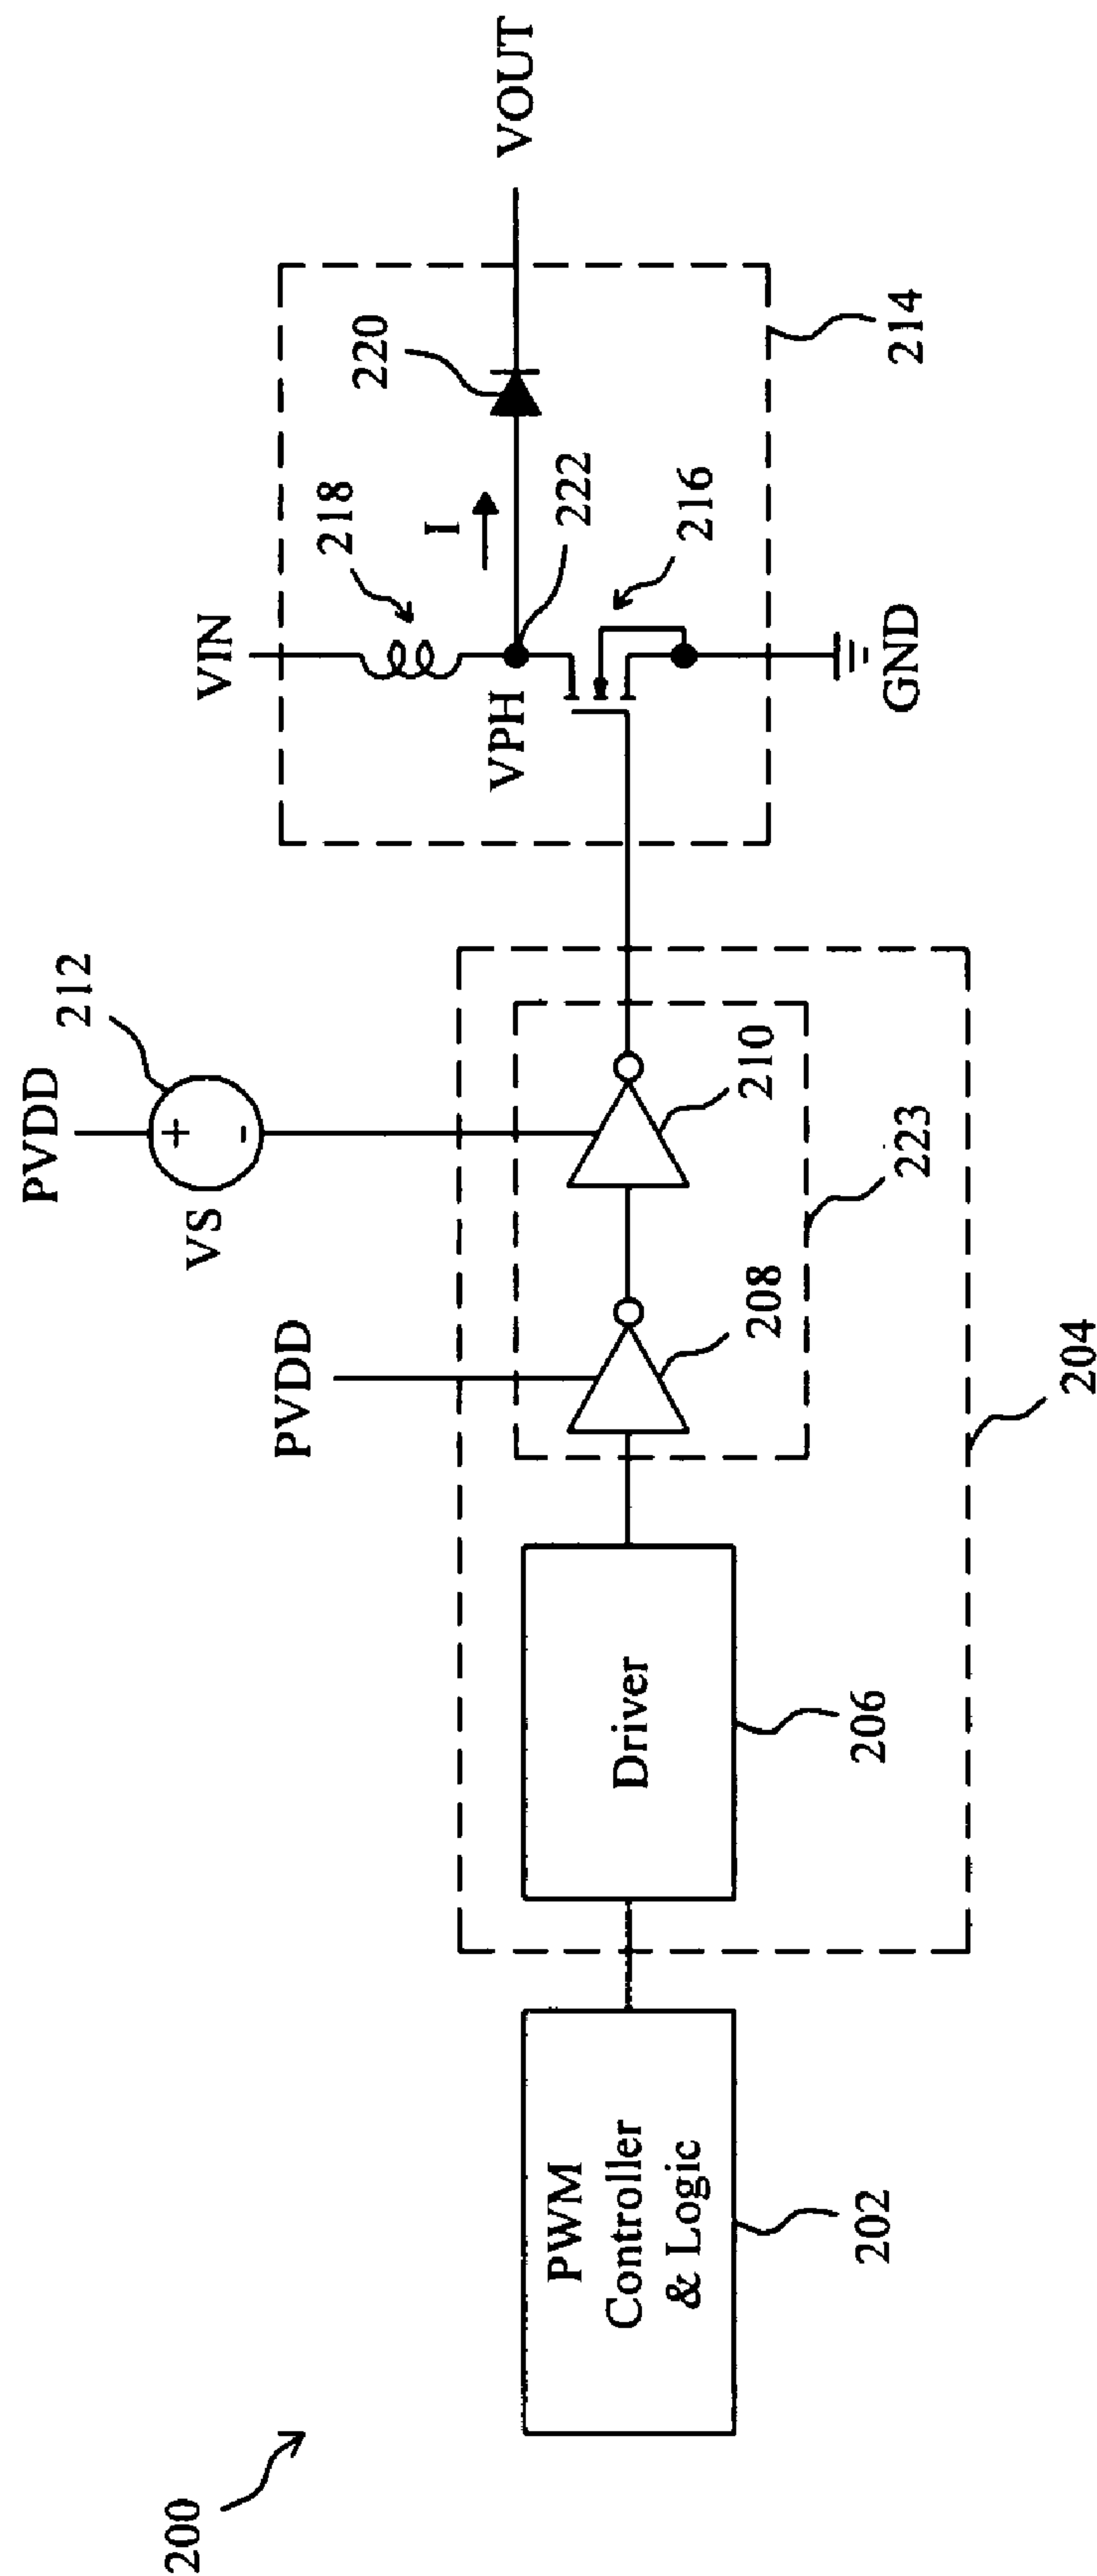 200
PWM
Controller
& Logic
202
Driver
206
204
PVDD
208
223
PVDD
VS
+
-
212
210
VIN
218
I
VPH
222
216
GND
220
214
VOUT